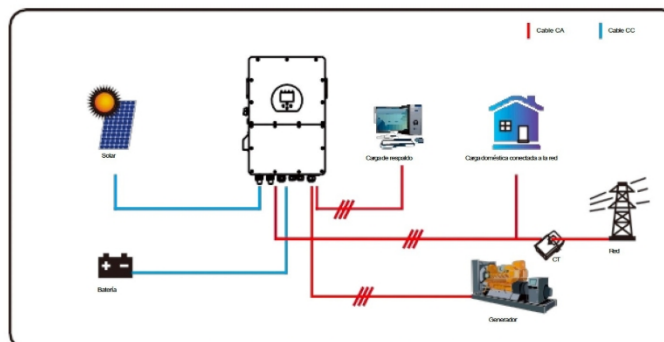 Cable CA
Cable CC
Solar
Carga de respaldo
Carga doméstica conectada a la red
CT
Red
Batería
Generador